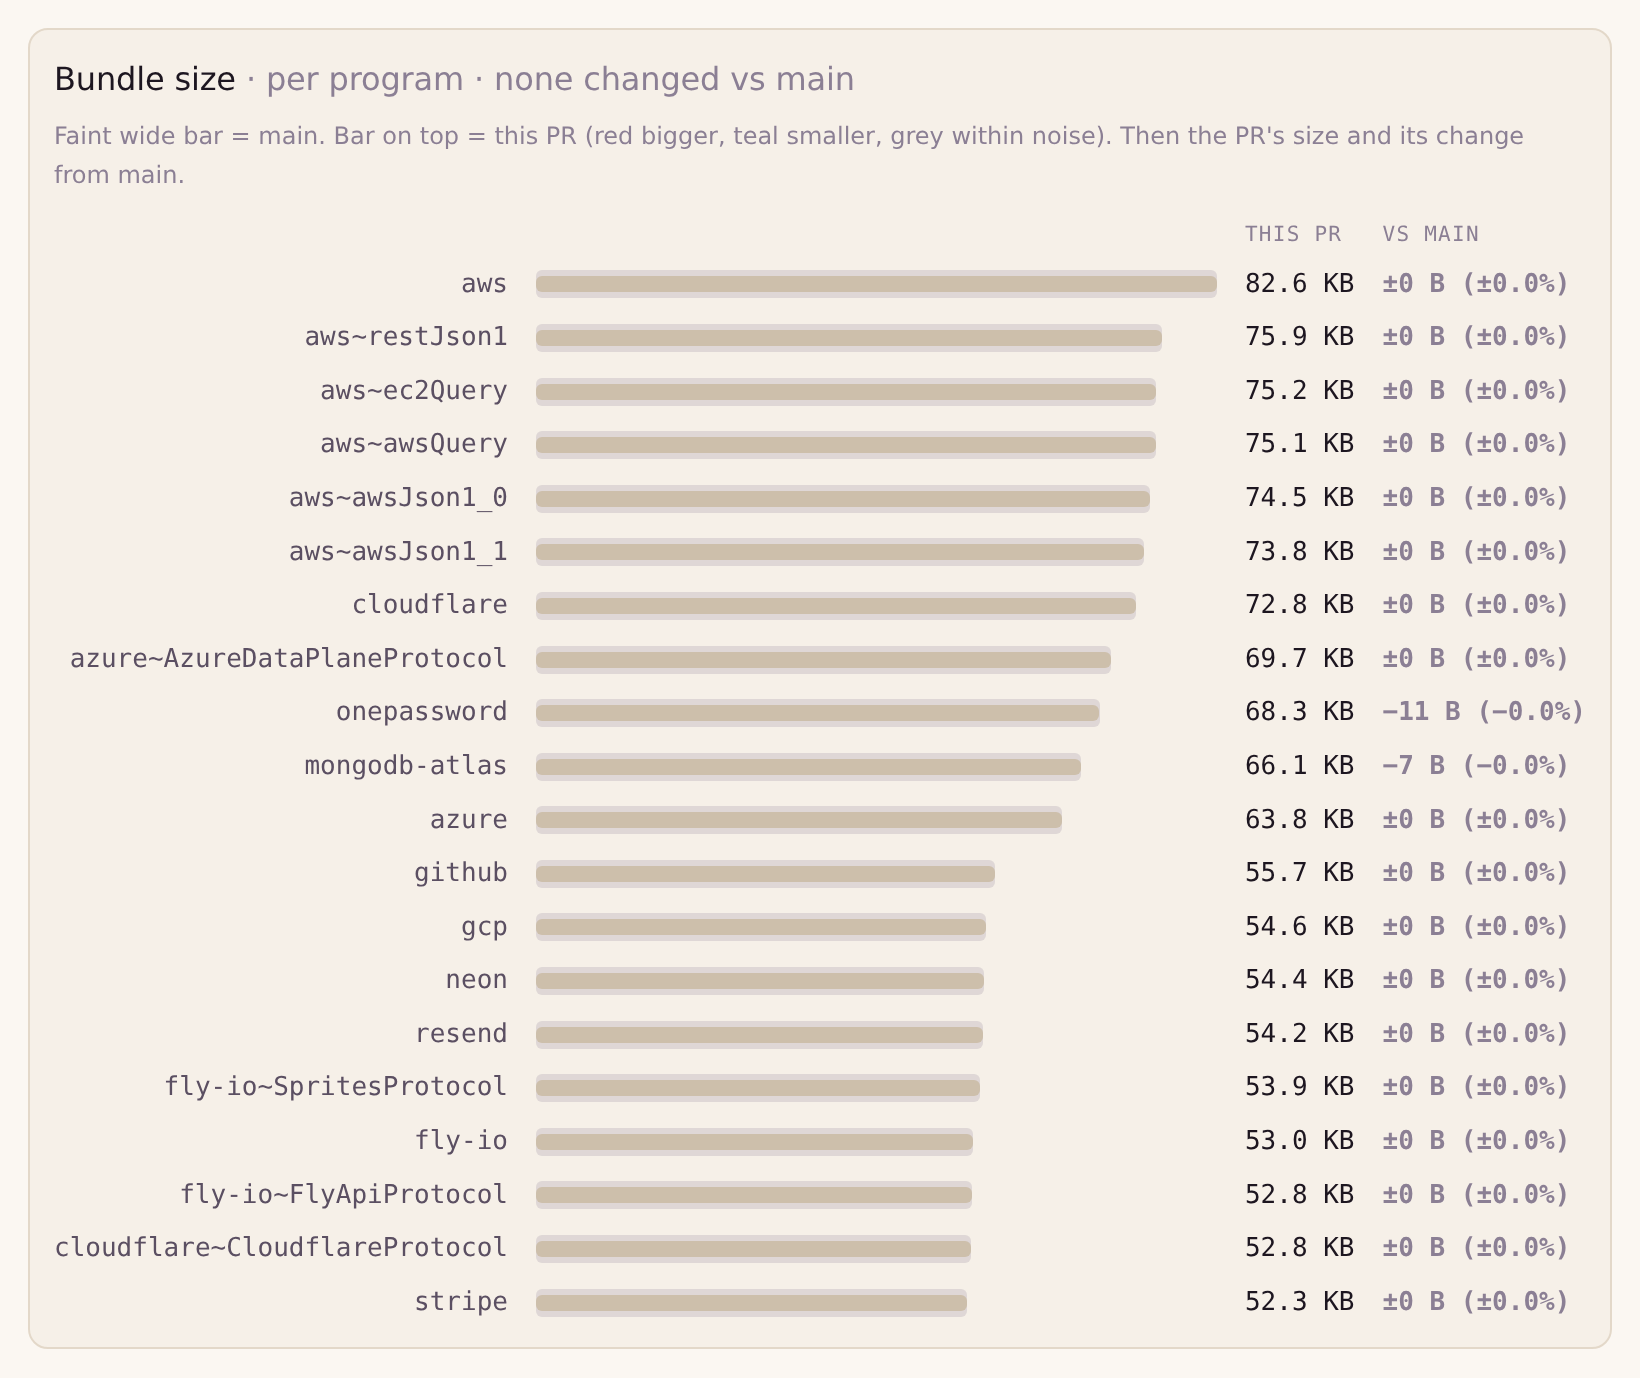 Bundle size · per program · none changed vs main
Faint wide bar = main. Bar on top = this PR (red bigger, teal smaller, grey within noise). Then the PR's size and its change
from main.
THIS PR VS MAIN
aws 82.6 KB ±0 B (±0.0%)
aws~restJson1 75.9 KB ±0 B (±0.0%)
aws~ec2Query 75.2 KB ±0 B (±0.0%)
aws~awsQuery 75.1 KB ±0 B (±0.0%)
aws~awsJson1_0 74.5 KB ±0 B (±0.0%)
aws~awsJson1_1 73.8 KB ±0 B (±0.0%)
cloudflare 72.8 KB ±0 B (±0.0%)
azure~AzureDataPlaneProtocol 69.7 KB ±0 B (±0.0%)
onepassword 68.3 KB −11 B (−0.0%)
mongodb-atlas 66.1 KB −7 B (−0.0%)
azure 63.8 KB ±0 B (±0.0%)
github 55.7 KB ±0 B (±0.0%)
gcp 54.6 KB ±0 B (±0.0%)
neon 54.4 KB ±0 B (±0.0%)
resend 54.2 KB ±0 B (±0.0%)
fly-io~SpritesProtocol 53.9 KB ±0 B (±0.0%)
fly-io 53.0 KB ±0 B (±0.0%)
fly-io~FlyApiProtocol 52.8 KB ±0 B (±0.0%)
cloudflare~CloudflareProtocol 52.8 KB ±0 B (±0.0%)
stripe 52.3 KB ±0 B (±0.0%)